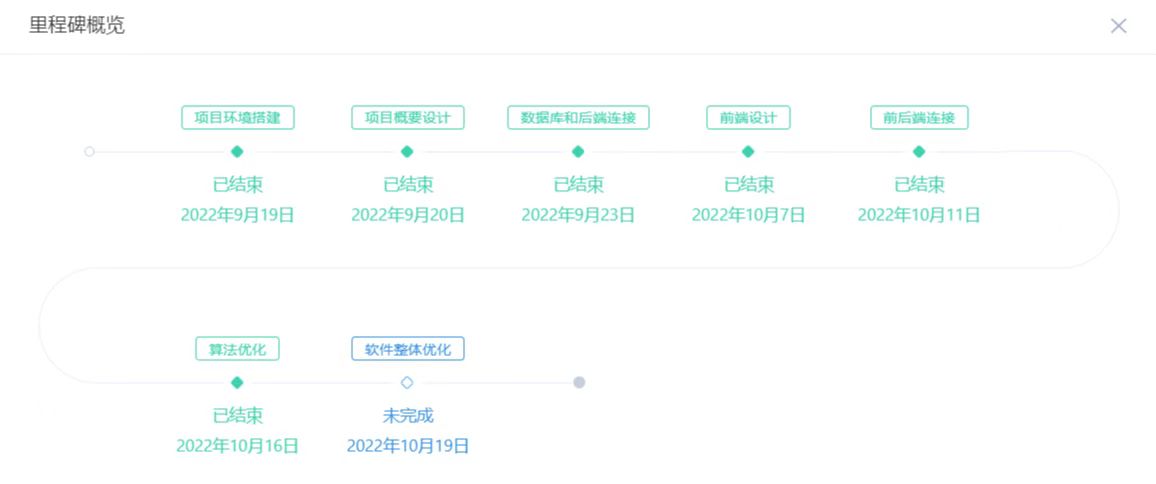 里程碑概览
项目环境搭建 项目概要设计 数据库和后端连接 前端设计 前后端连接
已结束 已结束 已结束 已结束 已结束
2022年9月19日 2022年9月20日 2022年9月23日 2022年10月7日 2022年10月11日
算法优化 软件整体优化
已结束 未完成
2022年10月16日 2022年10月19日